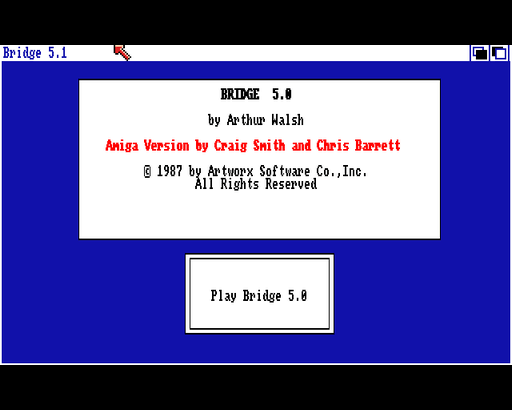 Bridge 5.1
BRIDGE 5.0
by Arthur Walsh
Amiga Version by Craig Smith and Chris Barrett
© 1987 by Artworx Software Co.,Inc.
All Rights Reserved
Play Bridge 5.0